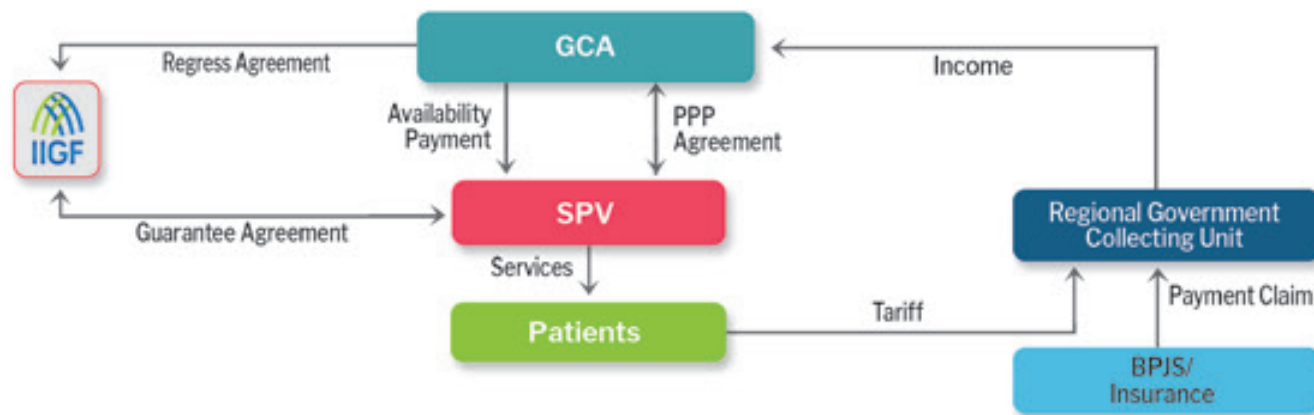 GCA
Regress Agreement
Income
IIGF
Availability
Payment
PPP
Agreement
SPV
Guarantee Agreement
Regional Government
Collecting Unit
Services
Payment Claim
Tariff
Patients
BPJS/
Insurance